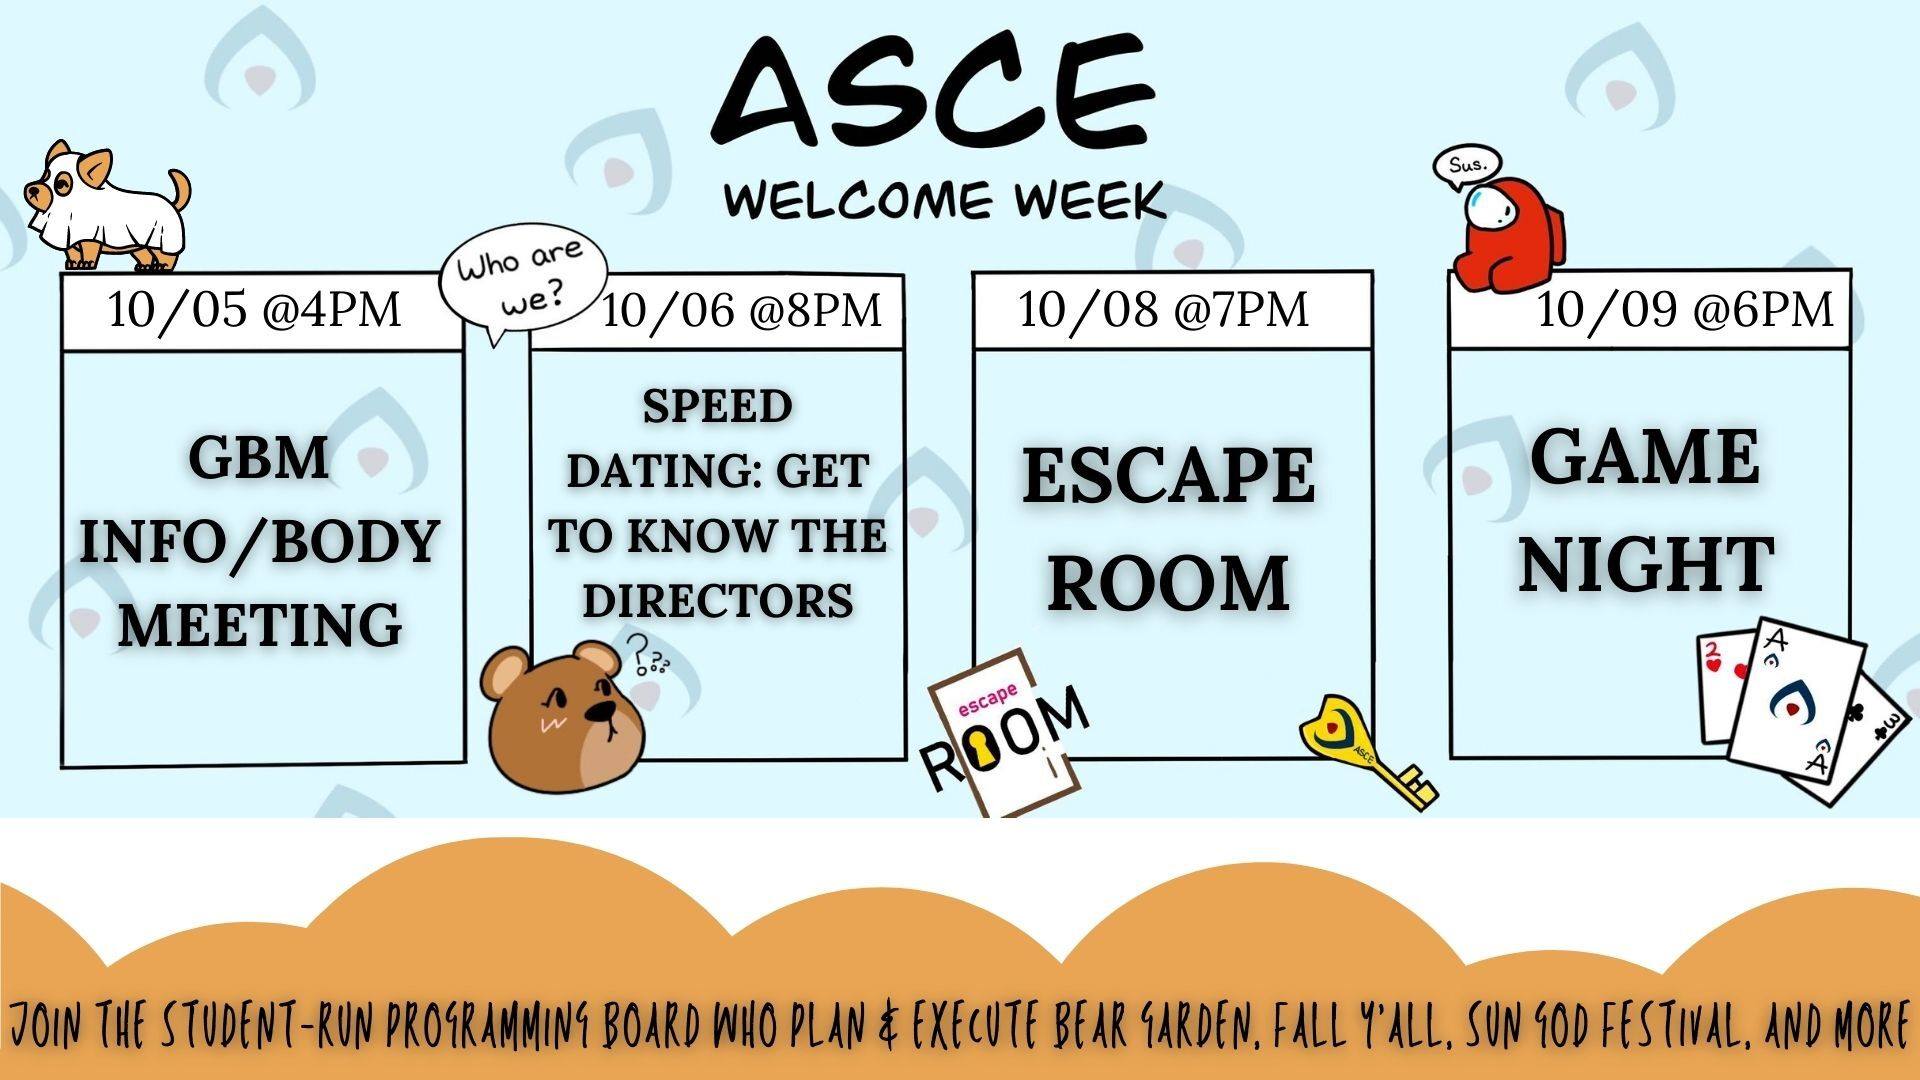 ASCE
WELCOME WEEK
10/05 @4PM
GBM
INFO/BODY
MEETING
Who are
we?
10/06 @8PM
SPEED
DATING: GET
TO KNOW THE
DIRECTORS
???
10/08 @7PM
ESCAPE
ROOM
escape
ROOM
ASCE
Sus.
10/09 @6PM
GAME
NIGHT
2
A
A
3
JOIN THE STUDENT-RUN PROGRAMMING BOARD WHO PLAN & EXECUTE BEAR GARDEN, FALL Y'ALL, SUN GOD FESTIVAL, AND MORE